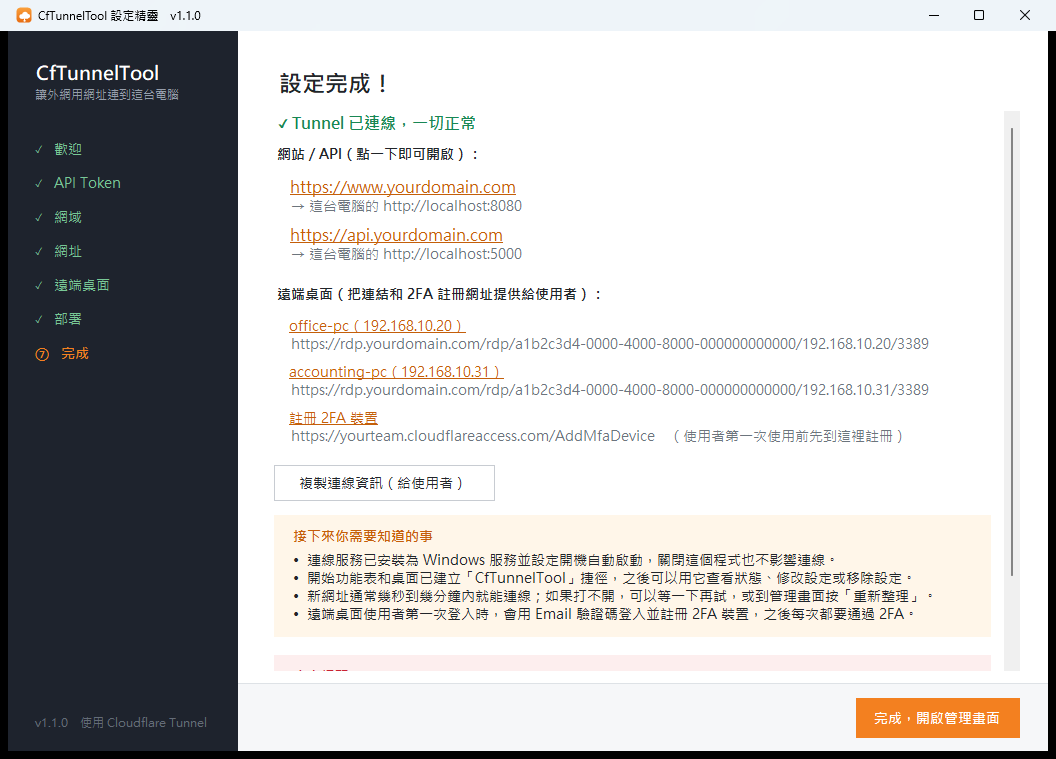 CfTunnelTool 設定精靈 v1.1.0
CfTunnelTool
讓外網用網址連到這台電腦
✓ 歡迎
✓ API Token
✓ 網域
✓ 網址
✓ 遠端桌面
✓ 部署
⑦ 完成
v1.1.0 使用 Cloudflare Tunnel
設定完成！
✓ Tunnel 已連線，一切正常
網站 / API（點一下即可開啟）：
https://www.yourdomain.com
→ 這台電腦的 http://localhost:8080
https://api.yourdomain.com
→ 這台電腦的 http://localhost:5000
遠端桌面（把連結和 2FA 註冊網址提供給使用者）：
office-pc（192.168.10.20）
https://rdp.yourdomain.com/rdp/a1b2c3d4-0000-4000-8000-000000000000/192.168.10.20/3389
accounting-pc（192.168.10.31）
https://rdp.yourdomain.com/rdp/a1b2c3d4-0000-4000-8000-000000000000/192.168.10.31/3389
註冊 2FA 裝置
https://yourteam.cloudflareaccess.com/AddMfaDevice （使用者第一次使用前先到這裡註冊）
複製連線資訊（給使用者）
接下來你需要知道的事
• 連線服務已安裝為 Windows 服務並設定開機自動啟動，關閉這個程式也不影響連線。
• 開始功能表和桌面已建立「CfTunnelTool」捷徑，之後可以用它查看狀態、修改設定或移除設定。
• 新網址通常幾秒到幾分鐘內就能連線；如果打不開，可以等一下再試，或到管理畫面按「重新整理」。
• 遠端桌面使用者第一次登入時，會用 Email 驗證碼登入並註冊 2FA 裝置，之後每次都要通過 2FA。
完成，開啟管理畫面